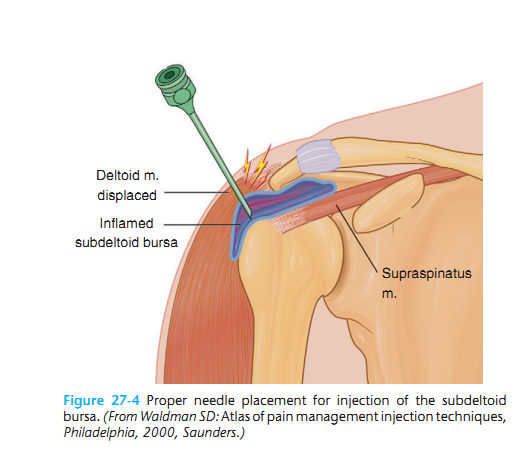 Deltoid m.
displaced
Inflamed
subdeltoid bursa
Supraspinatus
m.
Figure 27-4 Proper needle placement for injection of the subdeltoid
bursa. (From Waldman SD: Atlas of pain management injection techniques,
Philadelphia, 2000, Saunders.)